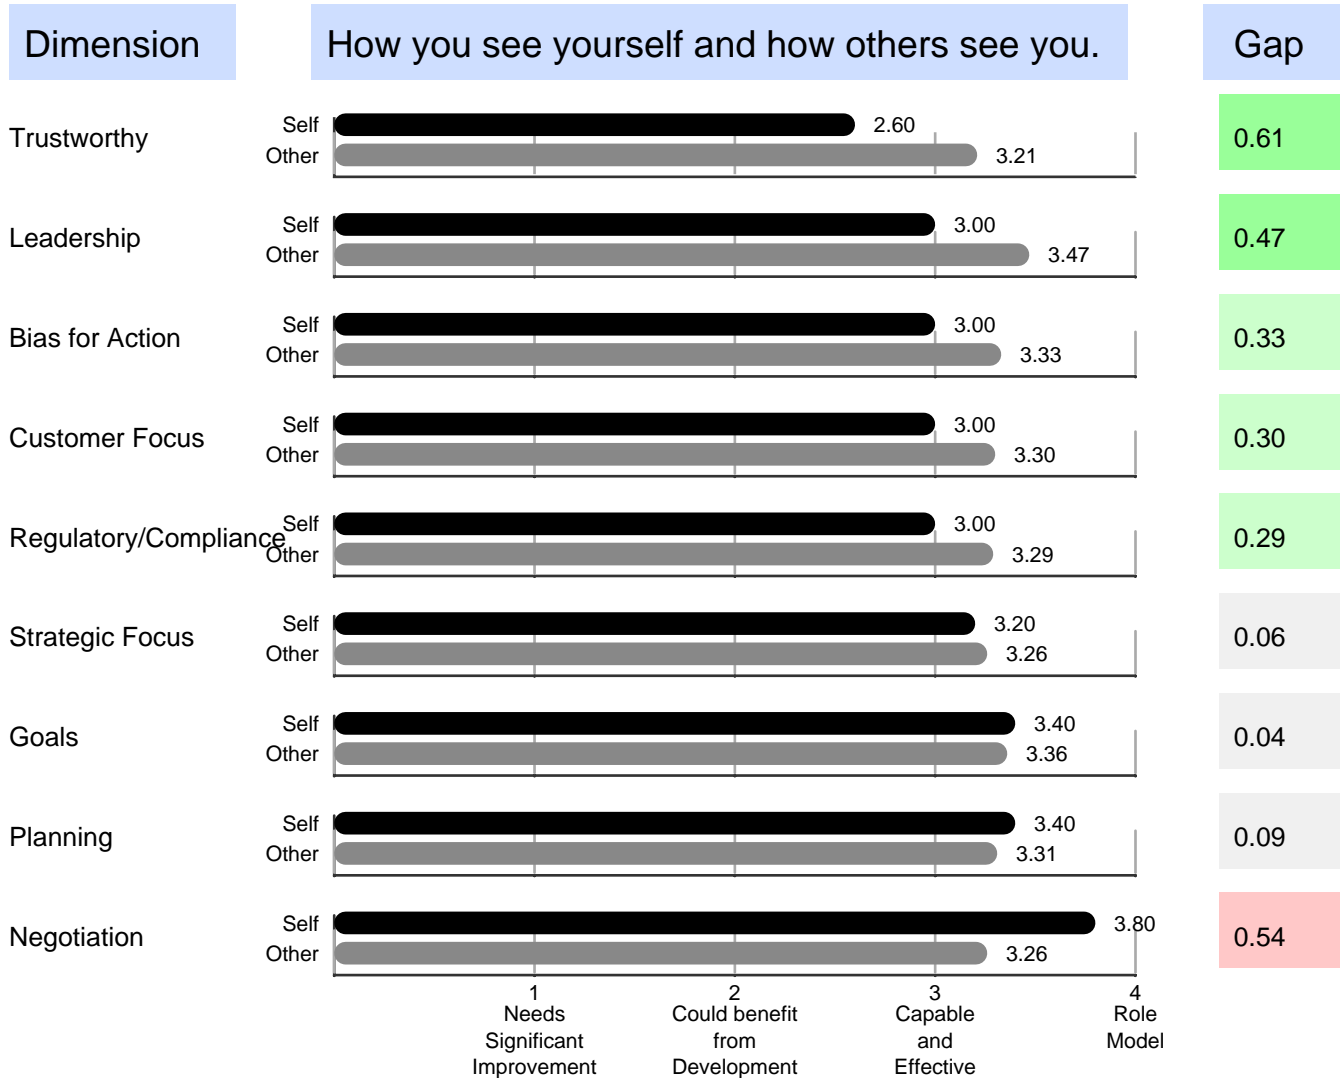 Dimension
How you see yourself and how others see you.
Gap
Trustworthy
Self
2.60
Other
3.21
0.61
Leadership
Self
3.00
Other
3.47
0.47
Bias for Action
Self
3.00
Other
3.33
0.33
Customer Focus
Self
3.00
Other
3.30
0.30
Regulatory/Compliance
Self
3.00
Other
3.29
0.29
Strategic Focus
Self
3.20
Other
3.26
0.06
Goals
Self
3.40
Other
3.36
0.04
Planning
Self
3.40
Other
3.31
0.09
Negotiation
Self
3.80
Other
3.26
0.54
1
Needs
Significant
Improvement
2
Could benefit
from
Development
3
Capable
and
Effective
4
Role
Model